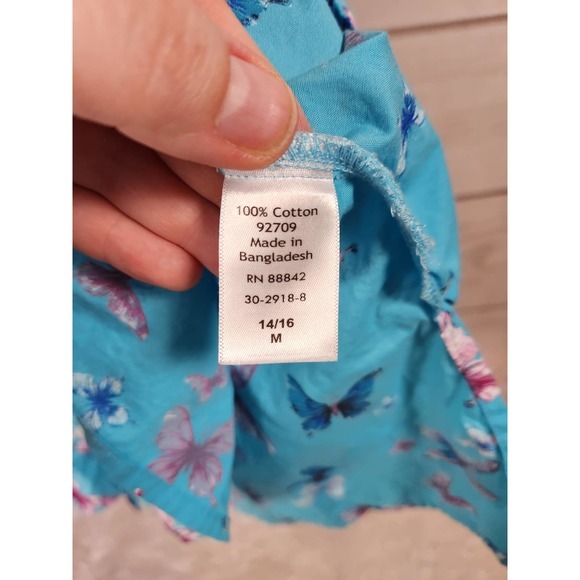 100% Cotton
92709
Made in
Bangladesh
RN 88842
30-2918-8
14/16
M